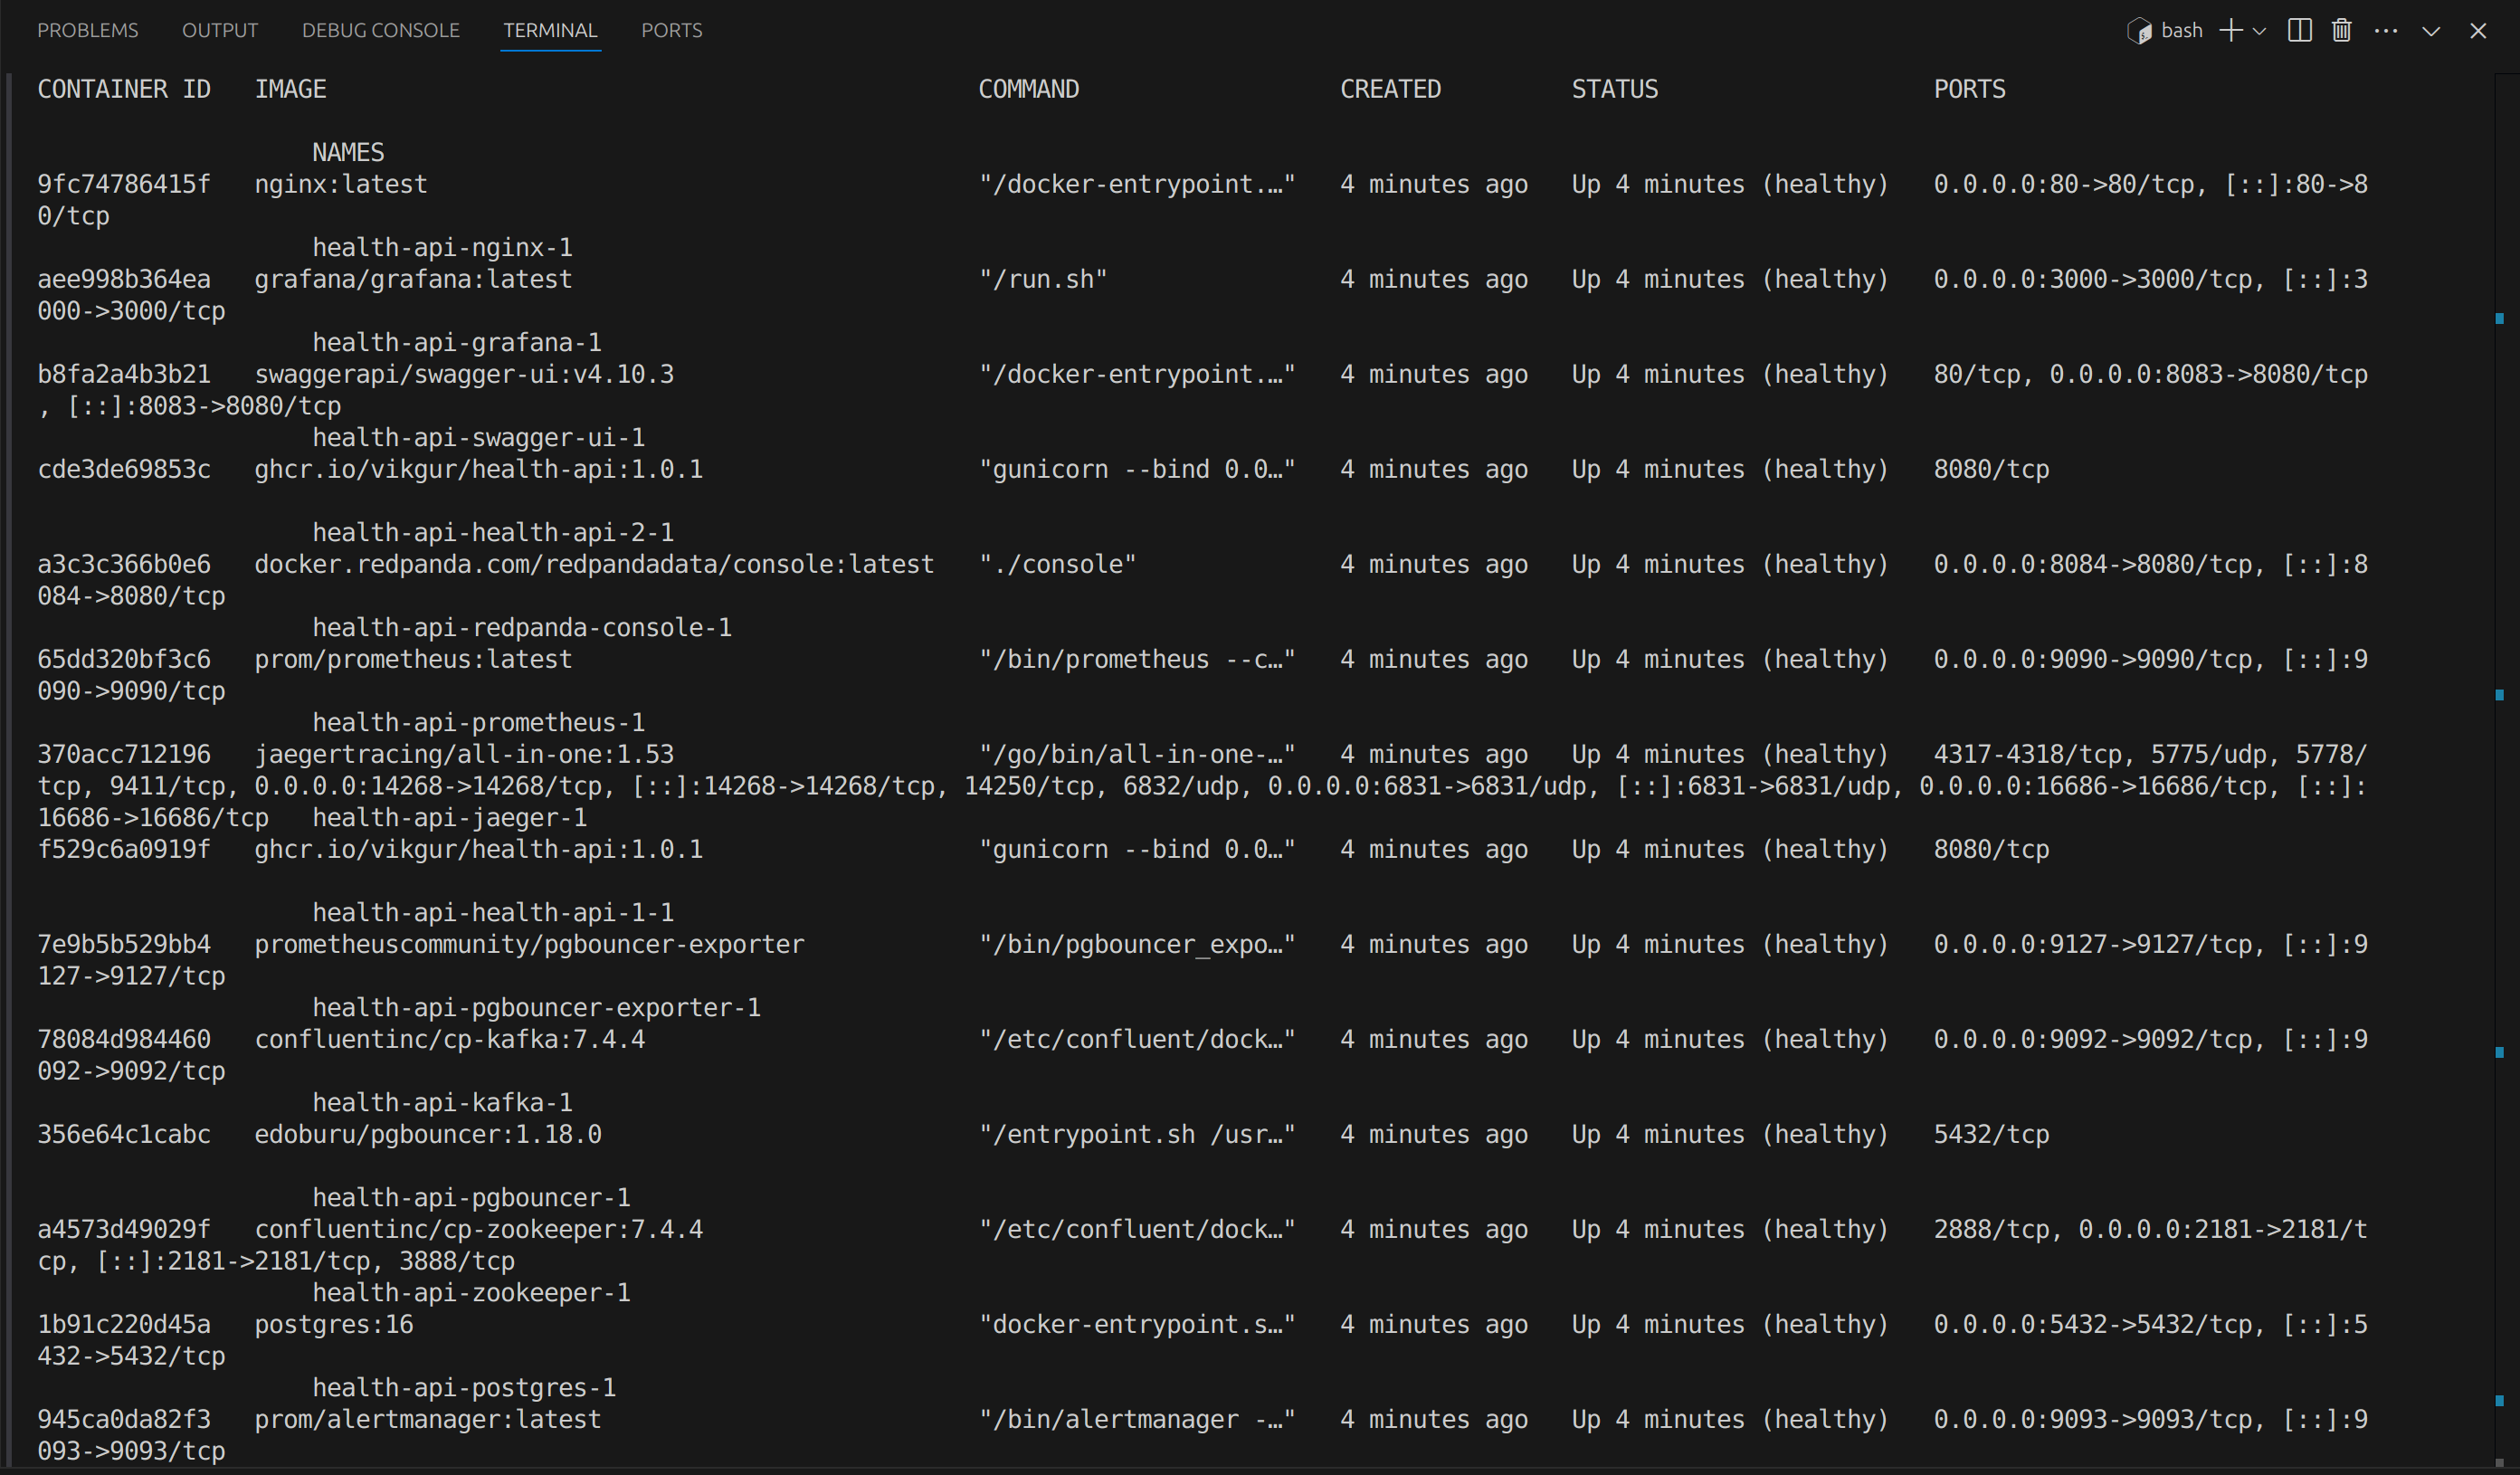 PROBLEMS OUTPUT DEBUG CONSOLE TERMINAL PORTS bash
CONTAINER ID   IMAGE                                             COMMAND                  CREATED         STATUS                   PORTS
NAMES
9fc74786415f   nginx:latest                                      "/docker-entrypoint.…"   4 minutes ago   Up 4 minutes (healthy)   0.0.0.0:80->80/tcp, [::]:80->8
0/tcp
health-api-nginx-1
aee998b364ea   grafana/grafana:latest                            "/run.sh"                4 minutes ago   Up 4 minutes (healthy)   0.0.0.0:3000->3000/tcp, [::]:3
000->3000/tcp
health-api-grafana-1
b8fa2a4b3b21   swaggerapi/swagger-ui:v4.10.3                     "/docker-entrypoint.…"   4 minutes ago   Up 4 minutes (healthy)   80/tcp, 0.0.0.0:8083->8080/tcp
, [::]:8083->8080/tcp
health-api-swagger-ui-1
cde3de69853c   ghcr.io/vikgur/health-api:1.0.1                   "gunicorn --bind 0.0…"   4 minutes ago   Up 4 minutes (healthy)   8080/tcp
health-api-health-api-2-1
a3c3c366b0e6   docker.redpanda.com/redpandadata/console:latest   "./console"              4 minutes ago   Up 4 minutes (healthy)   0.0.0.0:8084->8080/tcp, [::]:8
084->8080/tcp
health-api-redpanda-console-1
65dd320bf3c6   prom/prometheus:latest                            "/bin/prometheus --c…"   4 minutes ago   Up 4 minutes (healthy)   0.0.0.0:9090->9090/tcp, [::]:9
090->9090/tcp
health-api-prometheus-1
370acc712196   jaegertracing/all-in-one:1.53                     "/go/bin/all-in-one-…"   4 minutes ago   Up 4 minutes (healthy)   4317-4318/tcp, 5775/udp, 5778/
tcp, 9411/tcp, 0.0.0.0:14268->14268/tcp, [::]:14268->14268/tcp, 14250/tcp, 6832/udp, 0.0.0.0:6831->6831/udp, [::]:6831->6831/udp, 0.0.0.0:16686->16686/tcp, [::]:
16686->16686/tcp   health-api-jaeger-1
f529c6a0919f   ghcr.io/vikgur/health-api:1.0.1                   "gunicorn --bind 0.0…"   4 minutes ago   Up 4 minutes (healthy)   8080/tcp
health-api-health-api-1-1
7e9b5b529bb4   prometheuscommunity/pgbouncer-exporter            "/bin/pgbouncer_expo…"   4 minutes ago   Up 4 minutes (healthy)   0.0.0.0:9127->9127/tcp, [::]:9
127->9127/tcp
health-api-pgbouncer-exporter-1
78084d984460   confluentinc/cp-kafka:7.4.4                       "/etc/confluent/dock…"   4 minutes ago   Up 4 minutes (healthy)   0.0.0.0:9092->9092/tcp, [::]:9
092->9092/tcp
health-api-kafka-1
356e64c1cabc   edoburu/pgbouncer:1.18.0                          "/entrypoint.sh /usr…"   4 minutes ago   Up 4 minutes (healthy)   5432/tcp
health-api-pgbouncer-1
a4573d49029f   confluentinc/cp-zookeeper:7.4.4                   "/etc/confluent/dock…"   4 minutes ago   Up 4 minutes (healthy)   2888/tcp, 0.0.0.0:2181->2181/t
cp, [::]:2181->2181/tcp, 3888/tcp
health-api-zookeeper-1
1b91c220d45a   postgres:16                                       "docker-entrypoint.s…"   4 minutes ago   Up 4 minutes (healthy)   0.0.0.0:5432->5432/tcp, [::]:5
432->5432/tcp
health-api-postgres-1
945ca0da82f3   prom/alertmanager:latest                          "/bin/alertmanager -…"   4 minutes ago   Up 4 minutes (healthy)   0.0.0.0:9093->9093/tcp, [::]:9
093->9093/tcp